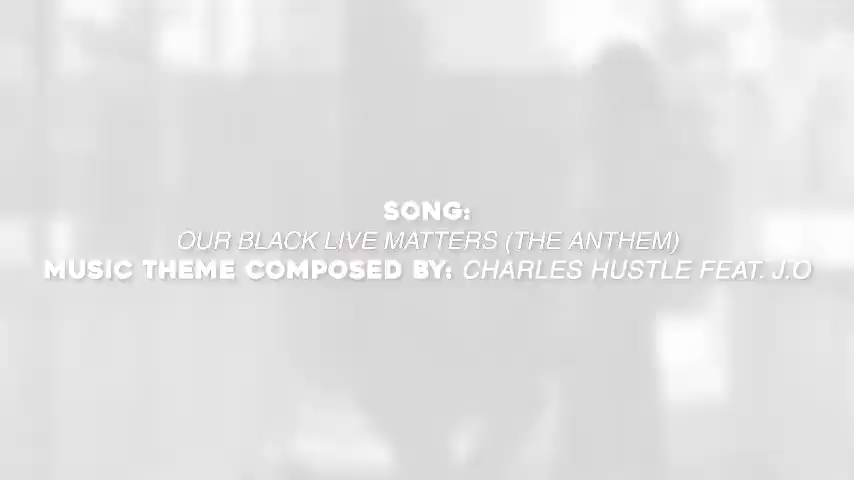 SONG:
OUR BLACK LIVE MATTERS (THE ANTHEM)
MUSIC THEME COMPOSED BY: CHARLES HUSTLE FEAT. J.O